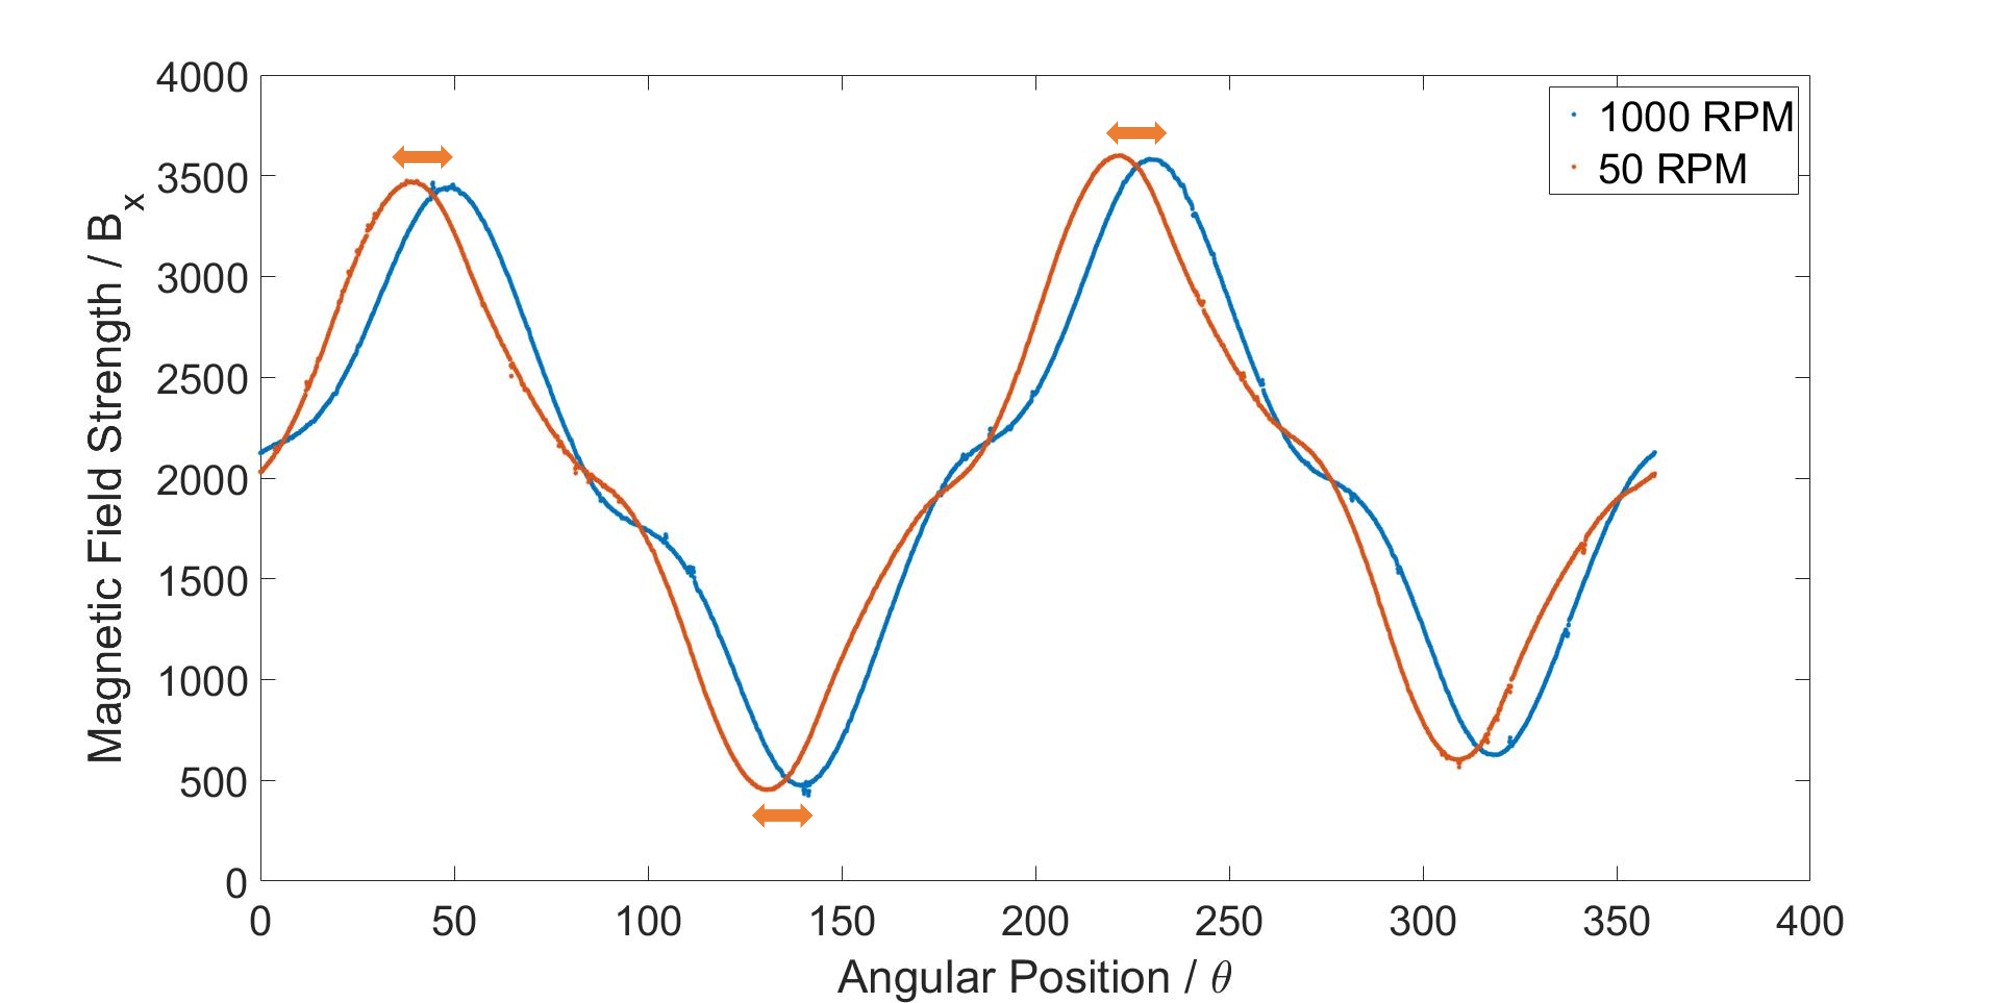 4000
3500
3000
2500
2000
1500
1000
500
0
Magnetic Field Strength / Bx
1000 RPM
50 RPM
0 50 100 150 200 250 300 350 400
Angular Position / θ